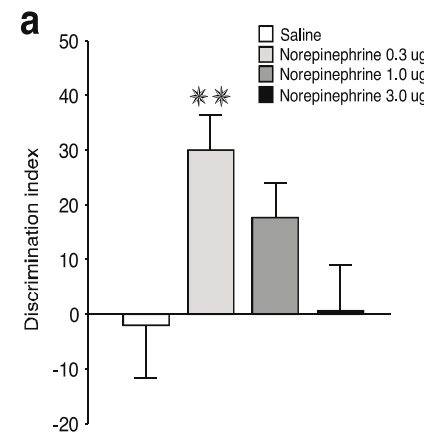 a
Saline
Norepinephrine 0.3 ug
Norepinephrine 1.0 ug
Norepinephrine 3.0 ug
Discrimination index
50
40
30
20
10
0
-10
-20
**